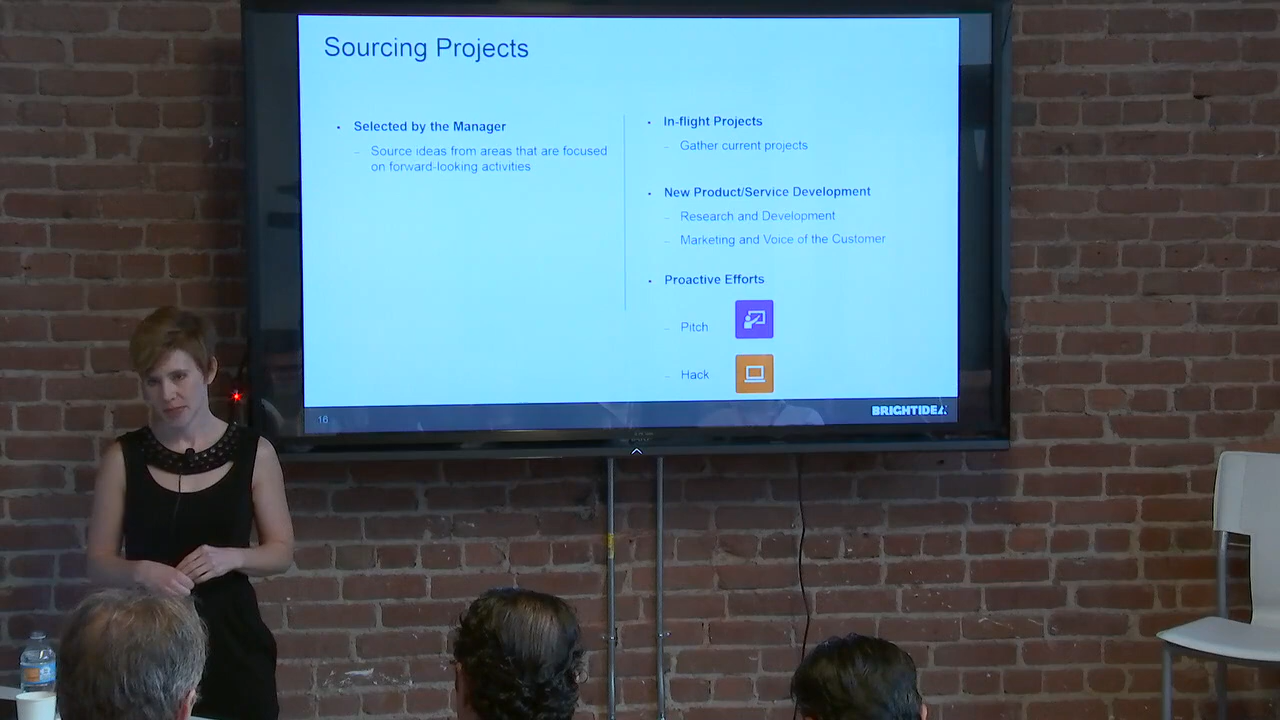 Sourcing Projects
• Selected by the Manager
– Source ideas from areas that are focused
on forward-looking activities
• In-flight Projects
– Gather current projects
• New Product/Service Development
– Research and Development
– Marketing and Voice of the Customer
• Proactive Efforts
– Pitch
– Hack
16
BRIGHTIDEA